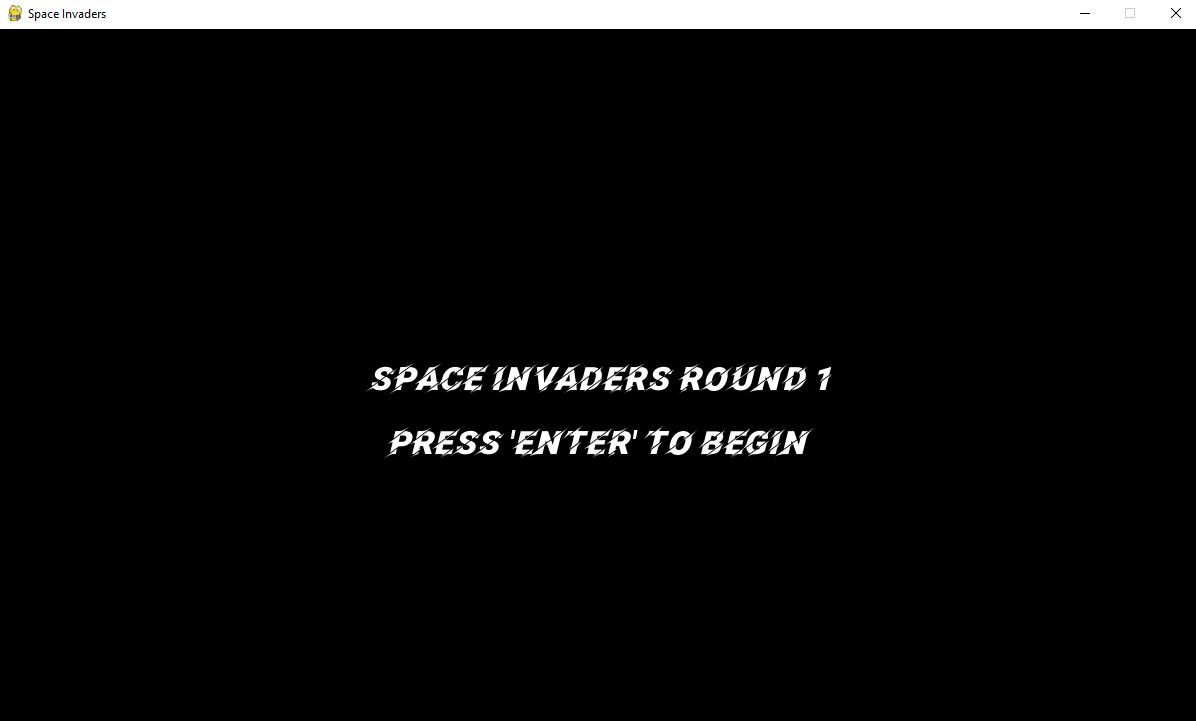 Space Invaders
SPACE INVADERS ROUND 1
PRESS 'ENTER' TO BEGIN